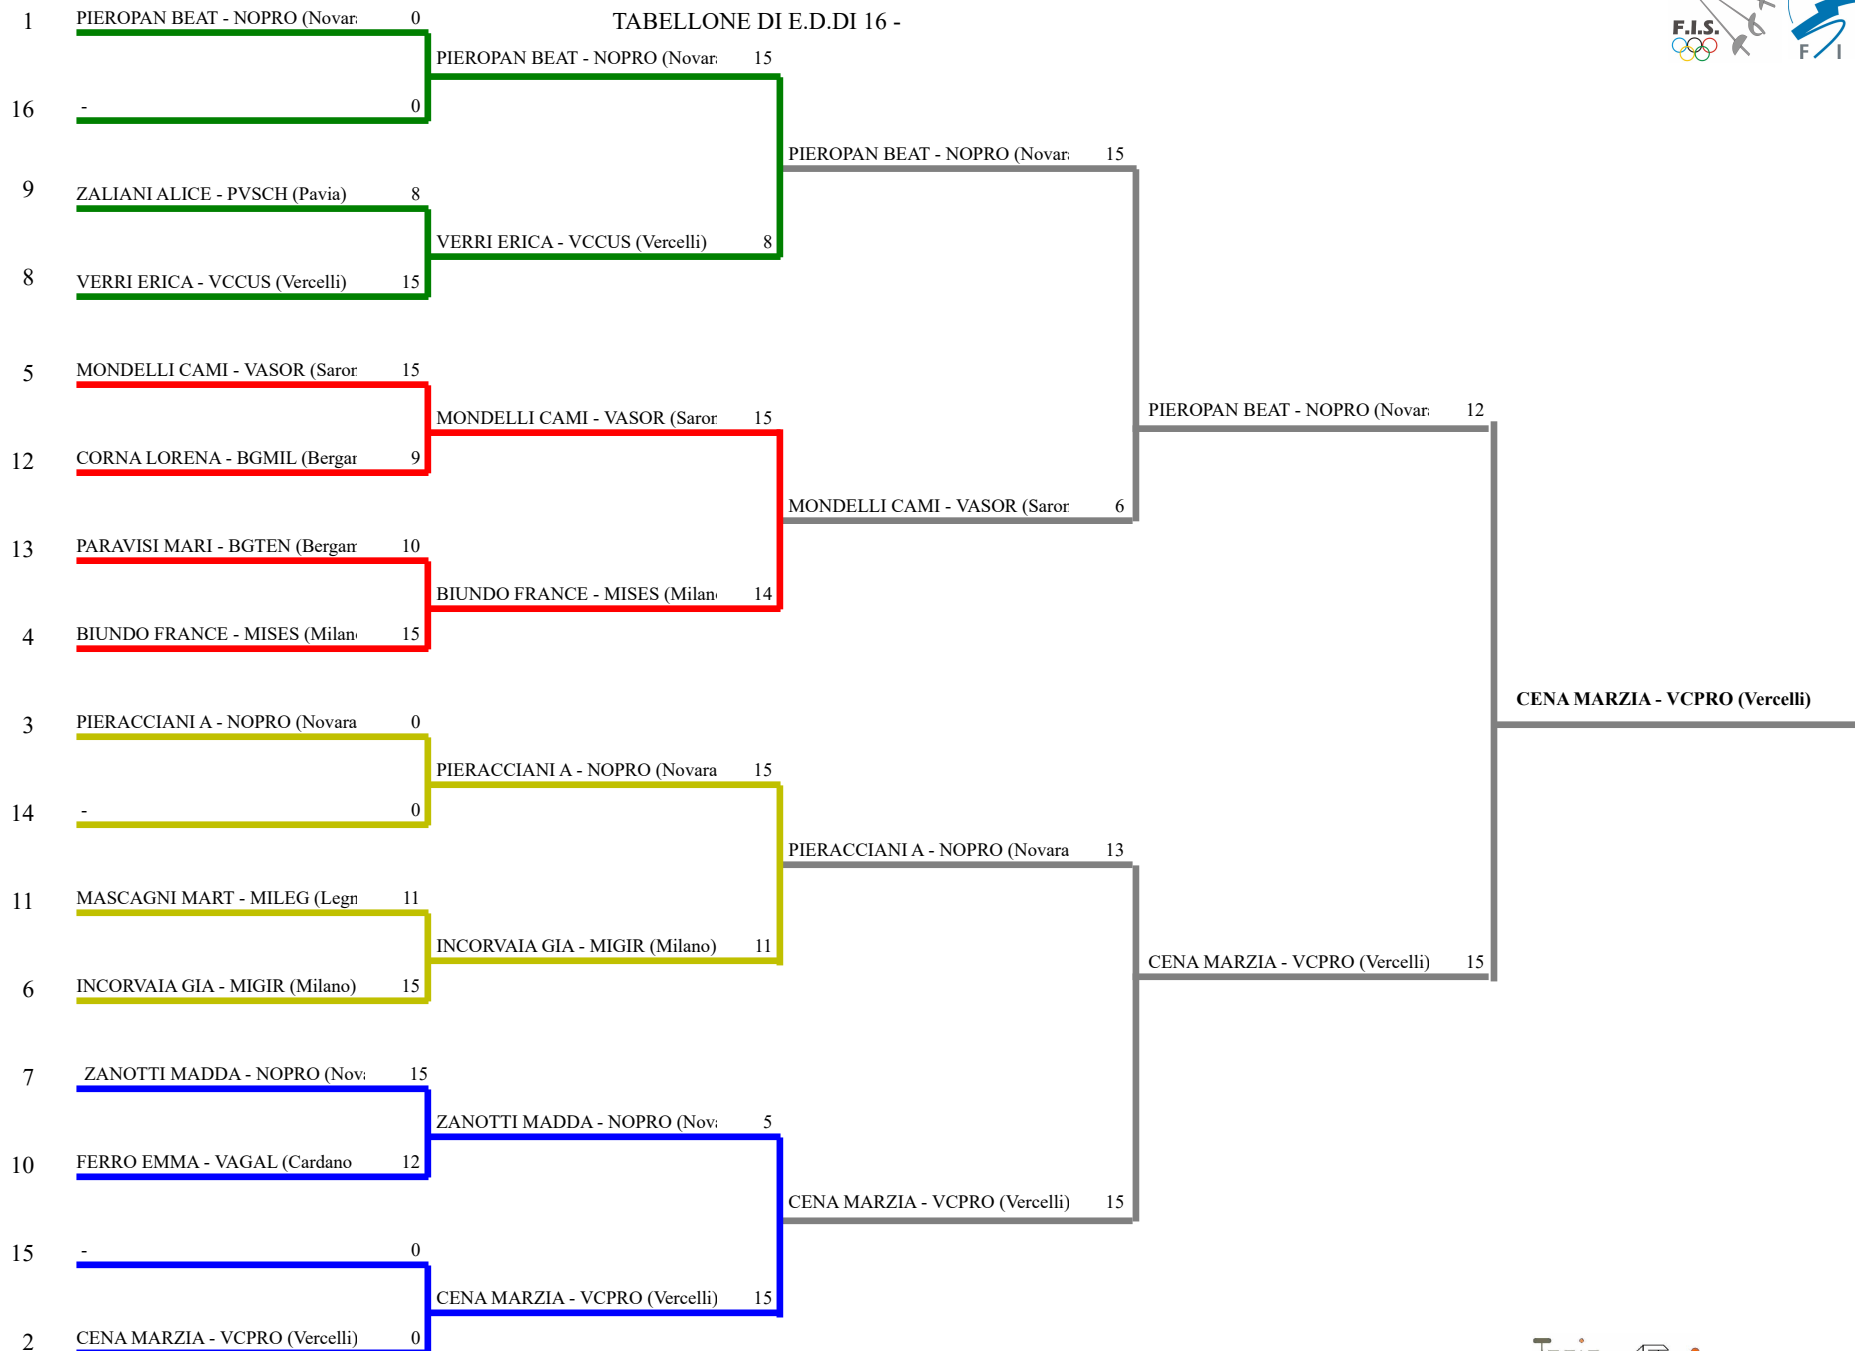 TABELLONE DI E.D.DI 16 -
F.I.S.
F I
1 PIEROPAN BEAT - NOPRO (Novar 0
PIEROPAN BEAT - NOPRO (Novar 15
16 - 0
PIEROPAN BEAT - NOPRO (Novar 15
9 ZALIANI ALICE - PVSCH (Pavia) 8
VERRI ERICA - VCCUS (Vercelli) 8
8 VERRI ERICA - VCCUS (Vercelli) 15
5 MONDELLI CAMI - VASOR (Saron 15
PIEROPAN BEAT - NOPRO (Novar 12
MONDELLI CAMI - VASOR (Saron 15
12 CORNA LORENA - BGMIL (Bergar 9
MONDELLI CAMI - VASOR (Saron 6
13 PARAVISI MARI - BGTEN (Bergam 10
BIUNDO FRANCE - MISES (Milan 14
4 BIUNDO FRANCE - MISES (Milan 15
CENA MARZIA - VCPRO (Vercelli)
3 PIERACCIANI A - NOPRO (Novara 0
PIERACCIANI A - NOPRO (Novara 15
14 - 0
PIERACCIANI A - NOPRO (Novara 13
11 MASCAGNI MART - MILEG (Legn 11
INCORVAIA GIA - MIGIR (Milano) 11
CENA MARZIA - VCPRO (Vercelli) 15
6 INCORVAIA GIA - MIGIR (Milano) 15
7 ZANOTTI MADDA - NOPRO (Nov 15
ZANOTTI MADDA - NOPRO (Nov 5
10 FERRO EMMA - VAGAL (Cardano 12
CENA MARZIA - VCPRO (Vercelli) 15
15 - 0
CENA MARZIA - VCPRO (Vercelli) 15
2 CENA MARZIA - VCPRO (Vercelli) 0